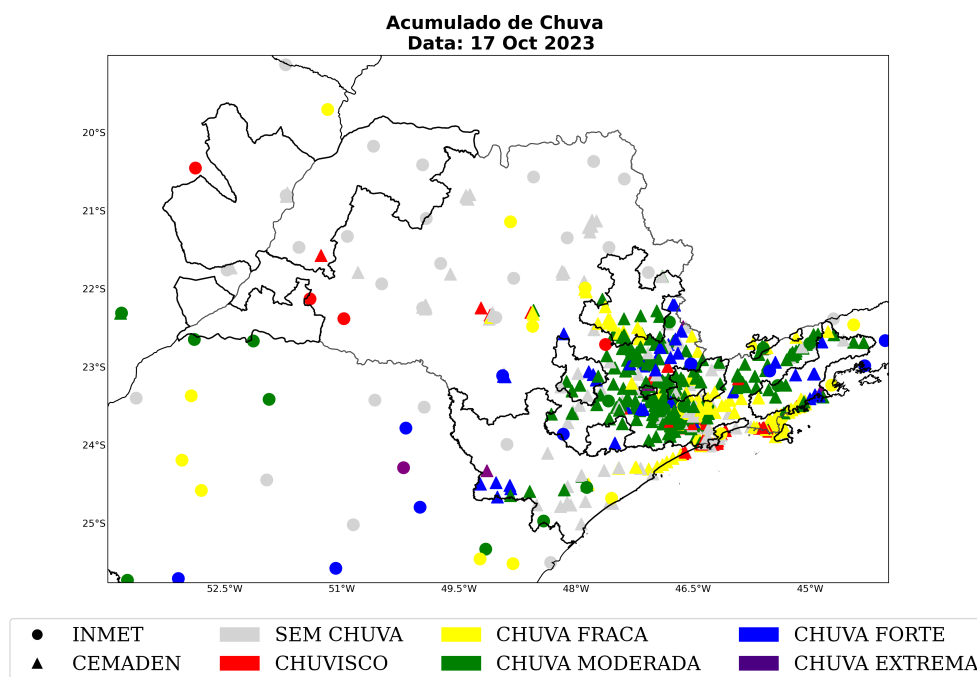 Acumulado de Chuva
Data: 17 Oct 2023
20°S
21°S
22°S
23°S
24°S
25°S
52.5°W 51°W 49.5°W 48°W 46.5°W 45°W
INMET SEM CHUVA CHUVA FRACA CHUVA FORTE
CEMADEN CHUVISCO CHUVA MODERADA CHUVA EXTREMA